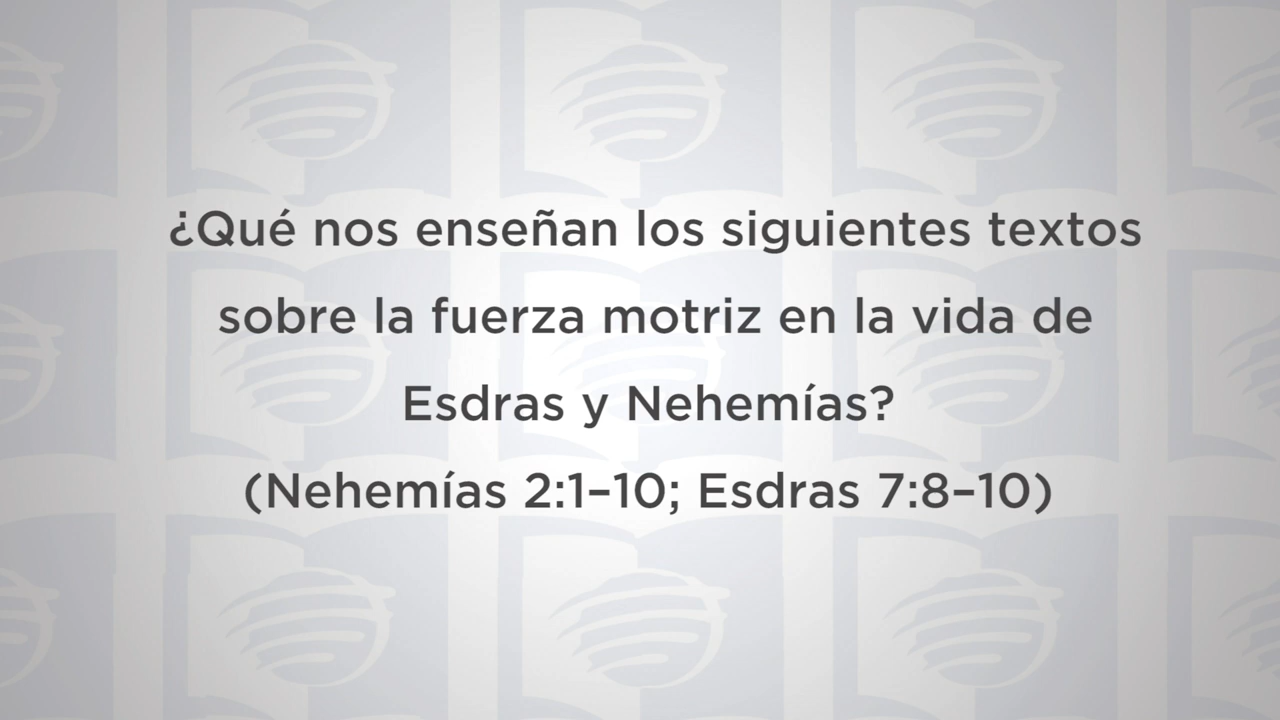 ¿Qué nos enseñan los siguientes textos
sobre la fuerza motriz en la vida de
Esdras y Nehemías?
(Nehemías 2:1–10; Esdras 7:8–10)